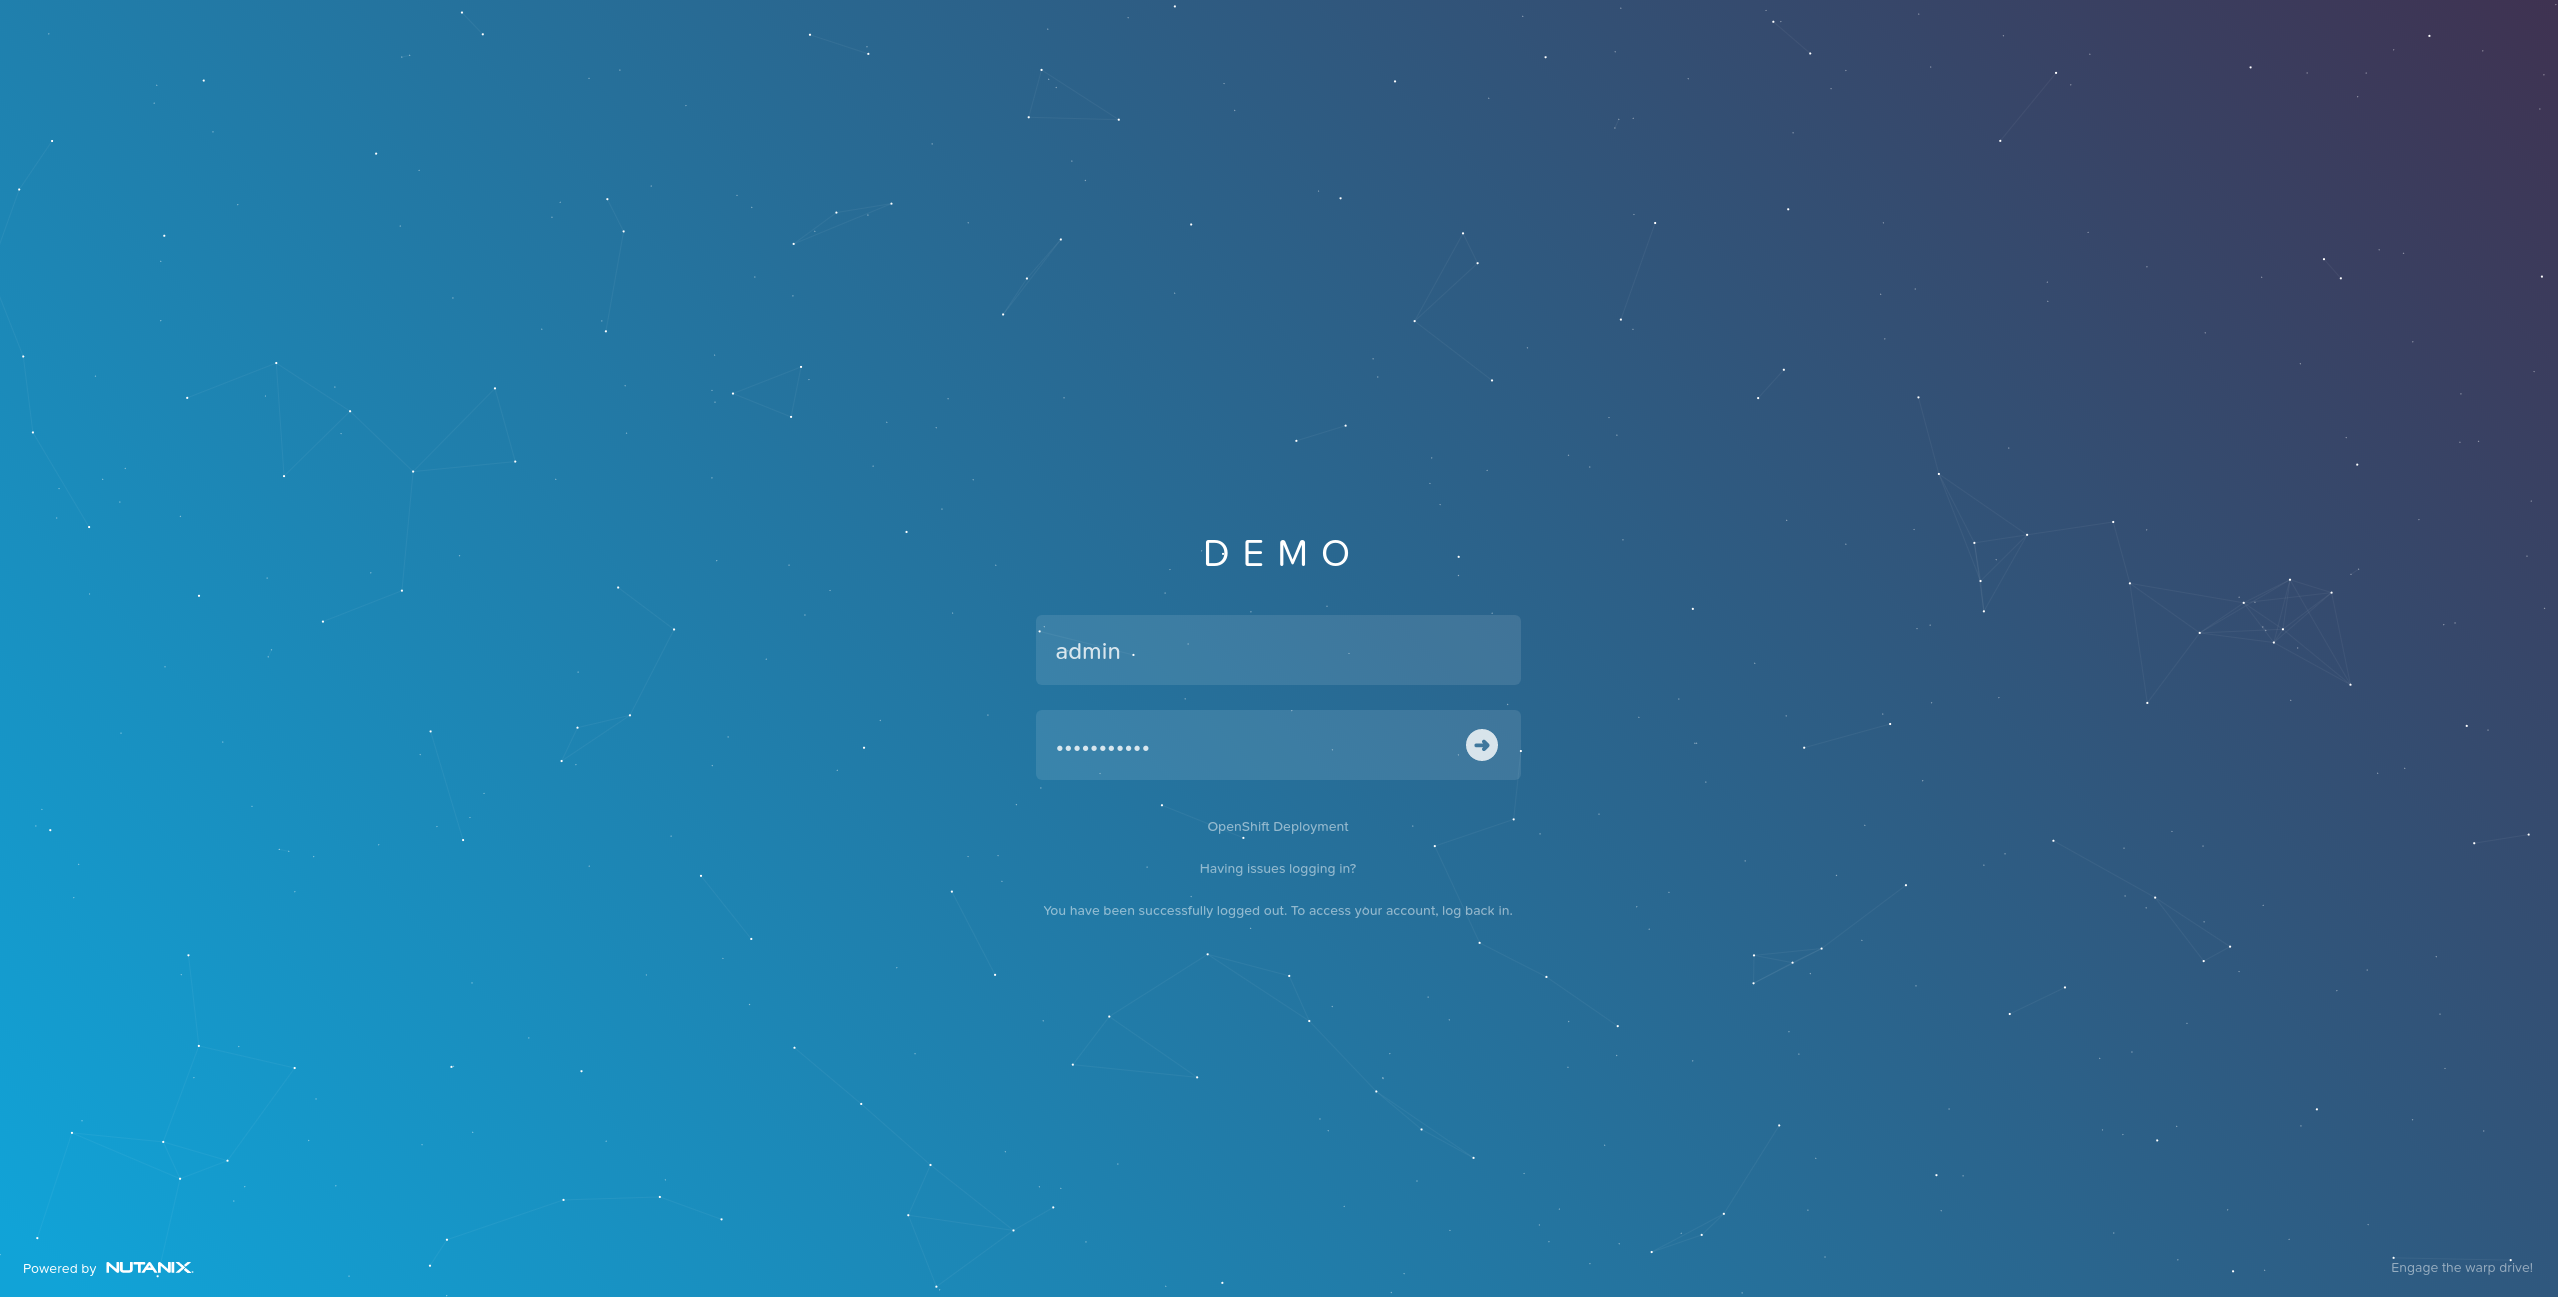 DEMO
admin
•••••••••••
OpenShift Deployment
Having issues logging in?
You have been successfully logged out. To access your account, log back in.
Powered by NUTANIX.
Engage the warp drive!